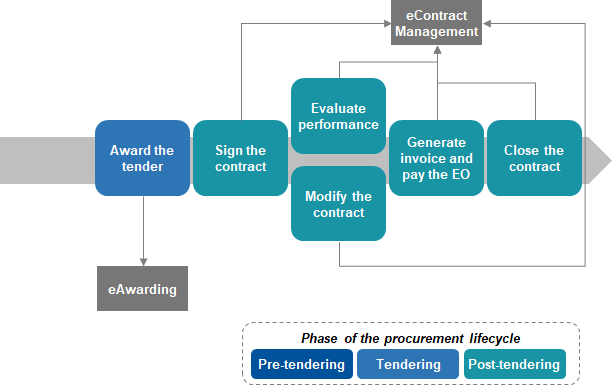 eContract
Management
Evaluate
performance
Award the
tender
Sign the
contract
Generate
invoice and
pay the EO
Close the
contract
Modify the
contract
eAwarding
Phase of the procurement lifecycle
Pre-tendering
Tendering
Post-tendering